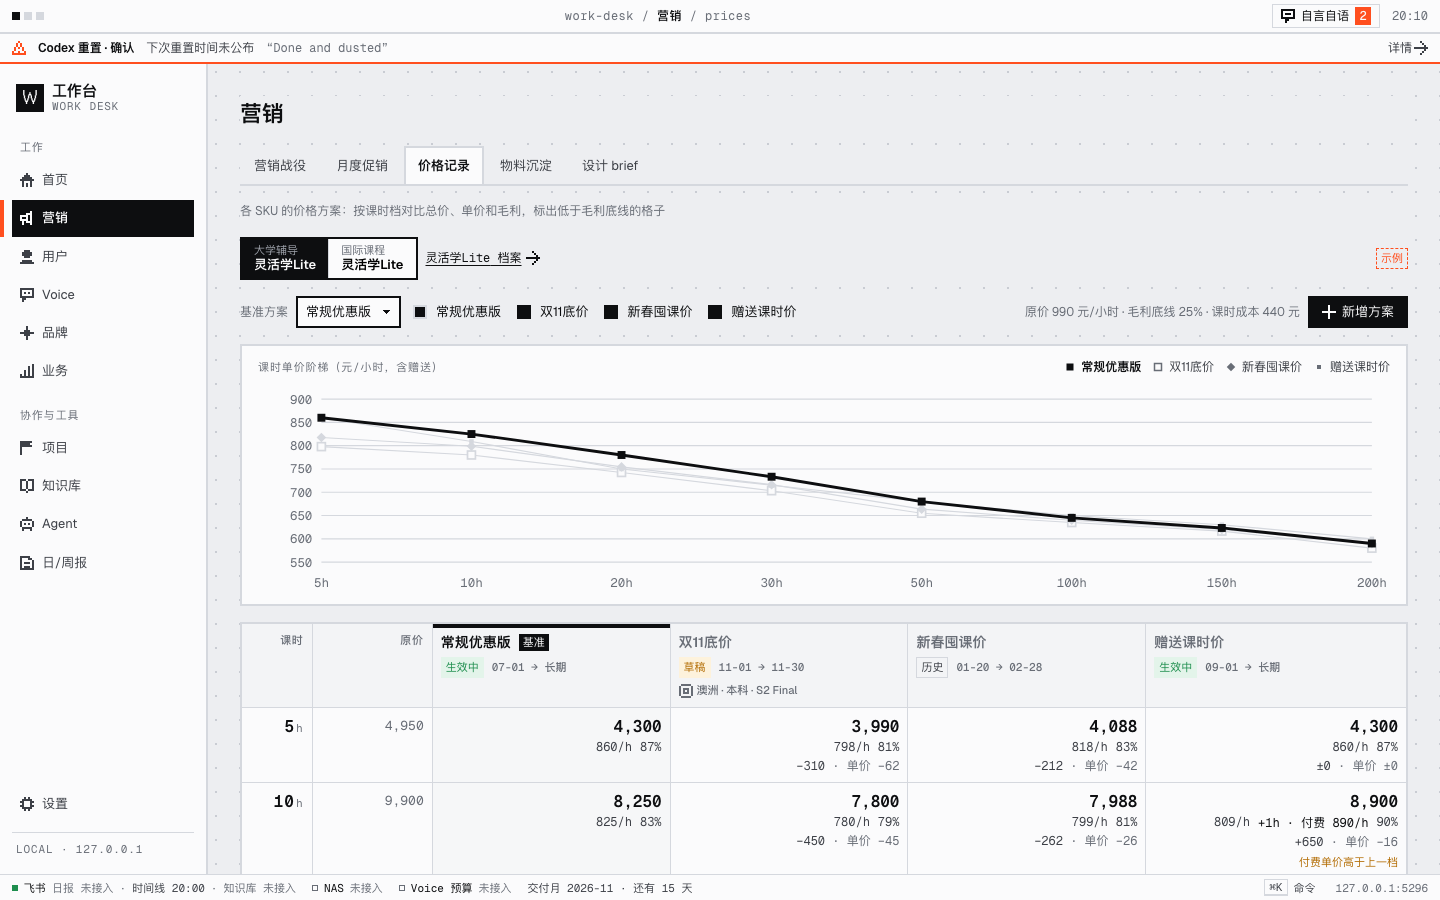 work-desk / 营销 / prices
自言自语 2
20:10
Codex 重置·确认 下次重置时间未公布 “Done and dusted”
详情
W 工作台
WORK DESK
工作
首页
营销
用户
Voice
品牌
业务
协作与工具
项目
知识库
Agent
日/周报
设置
LOCAL · 127.0.0.1
营销
营销战役 月度促销 价格记录 物料沉淀 设计 brief
各 SKU 的价格方案：按课时档对比总价、单价和毛利，标出低于毛利底线的格子
大学辅导
灵活学Lite
国际课程
灵活学Lite
灵活学Lite 档案
示例
基准方案 常规优惠版 常规优惠版 双11底价 新春囤课价 赠送课时价
原价 990 元/小时 · 毛利底线 25% · 课时成本 440 元
新增方案
课时单价阶梯（元/小时，含赠送）
常规优惠版 双11底价 新春囤课价 赠送课时价
900
850
800
750
700
650
600
550
5h 10h 20h 30h 50h 100h 150h 200h
课时 原价 常规优惠版 基准 双11底价 新春囤课价 赠送课时价
生效中 07-01 → 长期 草稿 11-01 → 11-30 历史 01-20 → 02-28 生效中 09-01 → 长期
澳洲 · 本科 · S2 Final
5h 4,950 4,300 3,990 4,088 4,300
860/h 87% 798/h 81% 818/h 83% 860/h 87%
−310 · 单价 −62 −212 · 单价 −42 ±0 · 单价 ±0
10h 9,900 8,250 7,800 7,988 8,900
825/h 83% 780/h 79% 799/h 81% 809/h +1h · 付费 890/h 90%
−450 · 单价 −45 −262 · 单价 −26 +650 · 单价 −16
付费单价高于上一档
飞书 日报 未接入 · 时间线 20:00 · 知识库 未接入 NAS 未接入 Voice 预算 未接入 交付月 2026-11 · 还有 15 天
⌘K 命令 127.0.0.1:5296